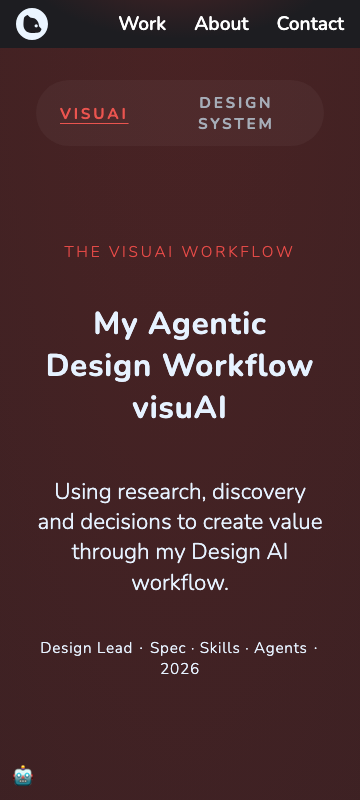 Work About Contact
VISUAI
DESIGN
SYSTEM
THE VISUAI WORKFLOW
My Agentic
Design Workflow
visuAI
Using research, discovery
and decisions to create value
through my Design AI
workflow.
Design Lead · Spec · Skills · Agents ·
2026